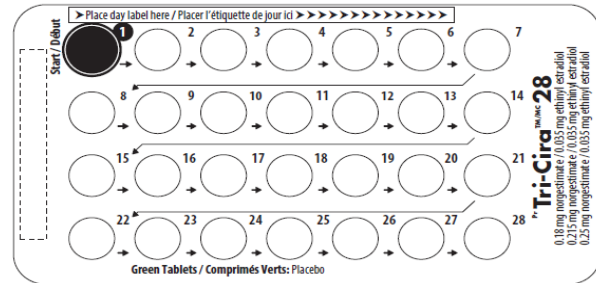 ➤ Place day label here / Placer l'étiquette de jour ici ➤➤➤➤➤➤➤➤➤➤➤➤➤➤
Start / Début
1 2 3 4 5 6 7
8 9 10 11 12 13 14
15 16 17 18 19 20 21
22 23 24 25 26 27 28
Green Tablets / Comprimés Verts: Placebo
Pr Tri-Cira TM/MC 28
0.18 mg norgestimate / 0.035 mg ethinyl estradiol
0.215 mg norgestimate / 0.035 mg ethinyl estradiol
0.25 mg norgestimate / 0.035 mg ethinyl estradiol